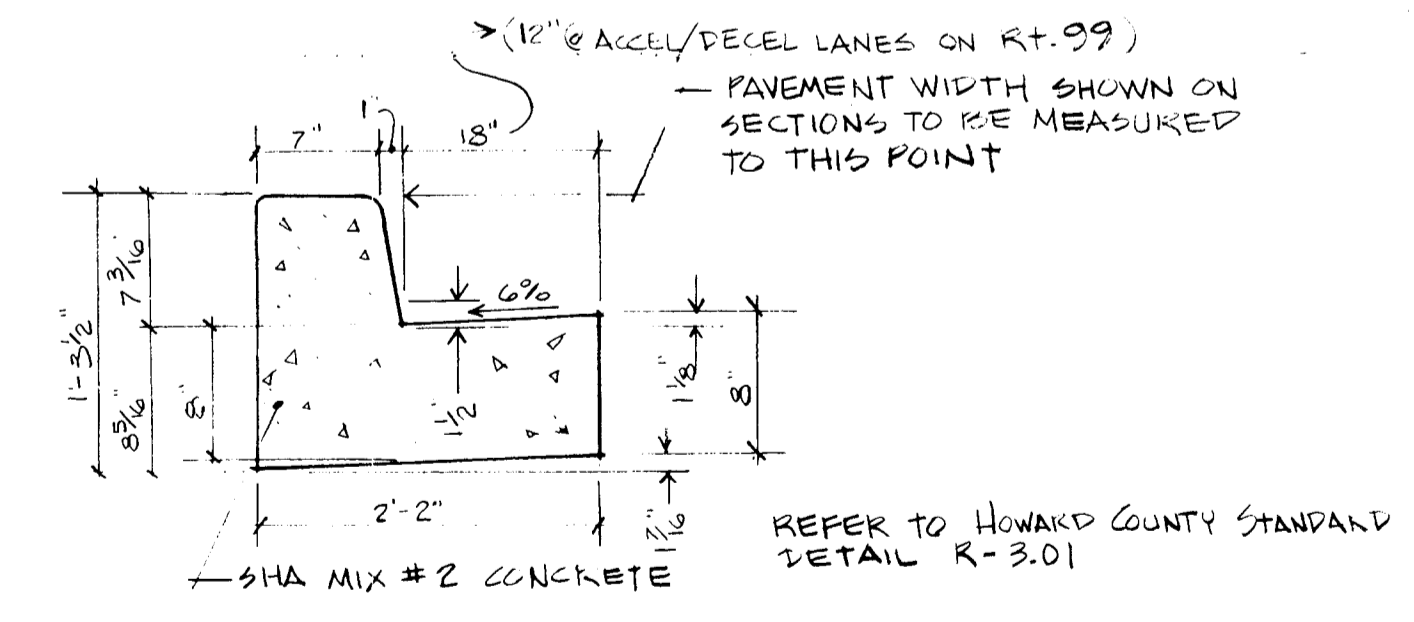 (12" @ ACCEL/DECEL LANES ON Rt. 99)
PAVEMENT WIDTH SHOWN ON
SECTIONS TO BE MEASURED
TO THIS POINT
7"
1"
18"
6%
7 3/16"
1'-3 1/2"
8 5/16"
8"
1/2"
1 1/8"
8"
2'-2"
REFER TO HOWARD COUNTY STANDARD
DETAIL R-3.01
SHA MIX #2 CONCRETE